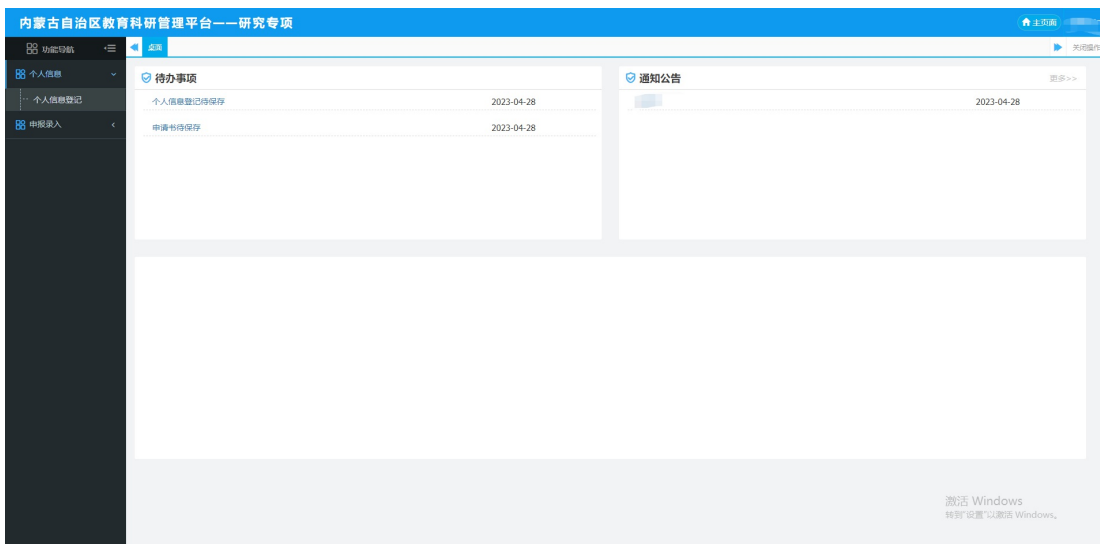 内蒙古自治区教育科研管理平台——研究专项
主页面
功能导航
桌面
关闭操作
个人信息
个人信息登记
申报录入
待办事项
个人信息登记待保存 2023-04-28
申请书待保存 2023-04-28
通知公告
更多>>
2023-04-28
激活 Windows
转到"设置"以激活 Windows。